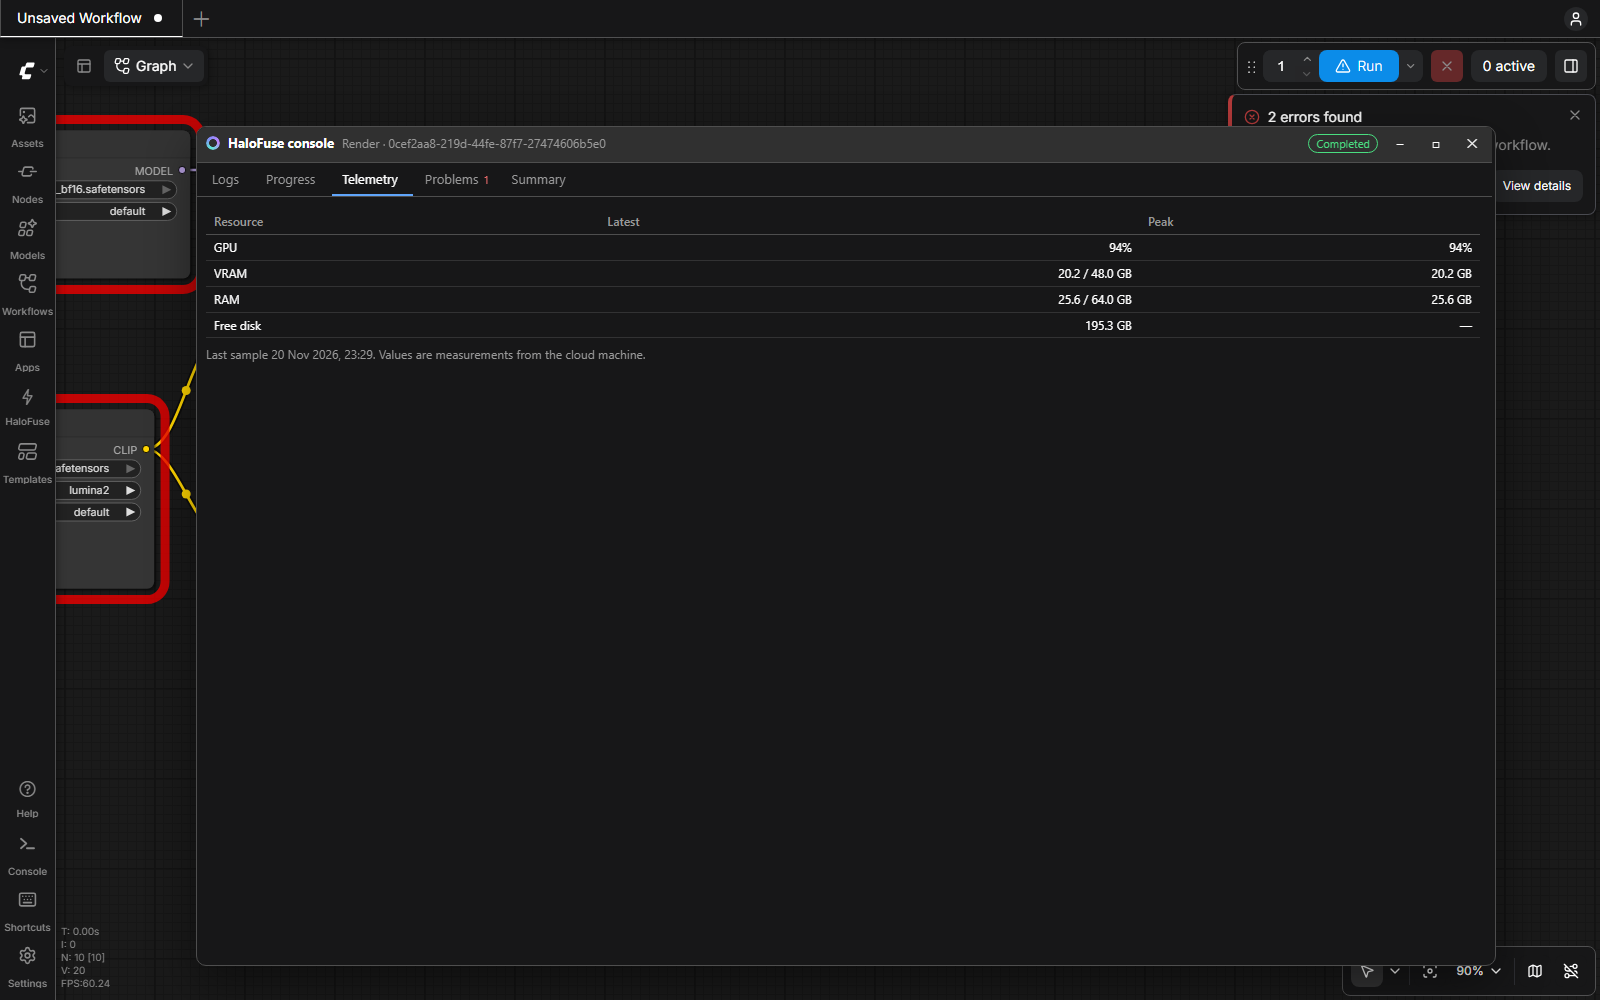 Unsaved Workflow
Graph
1
Run
0 active
2 errors found
orkflow.
View details
Assets
Nodes
Models
Workflows
Apps
HaloFuse
Templates
Help
Console
Shortcuts
Settings
MODEL
_bf16.safetensors
default
CLIP
afetensors
lumina2
default
HaloFuse console Render · 0cef2aa8-219d-44fe-87f7-27474606b5e0
Completed
Logs Progress Telemetry Problems 1 Summary
Resource Latest Peak
GPU 94% 94%
VRAM 20.2 / 48.0 GB 20.2 GB
RAM 25.6 / 64.0 GB 25.6 GB
Free disk 195.3 GB —
Last sample 20 Nov 2026, 23:29. Values are measurements from the cloud machine.
T: 0.00s
I: 0
N: 10 [10]
V: 20
FPS:60.24
90%